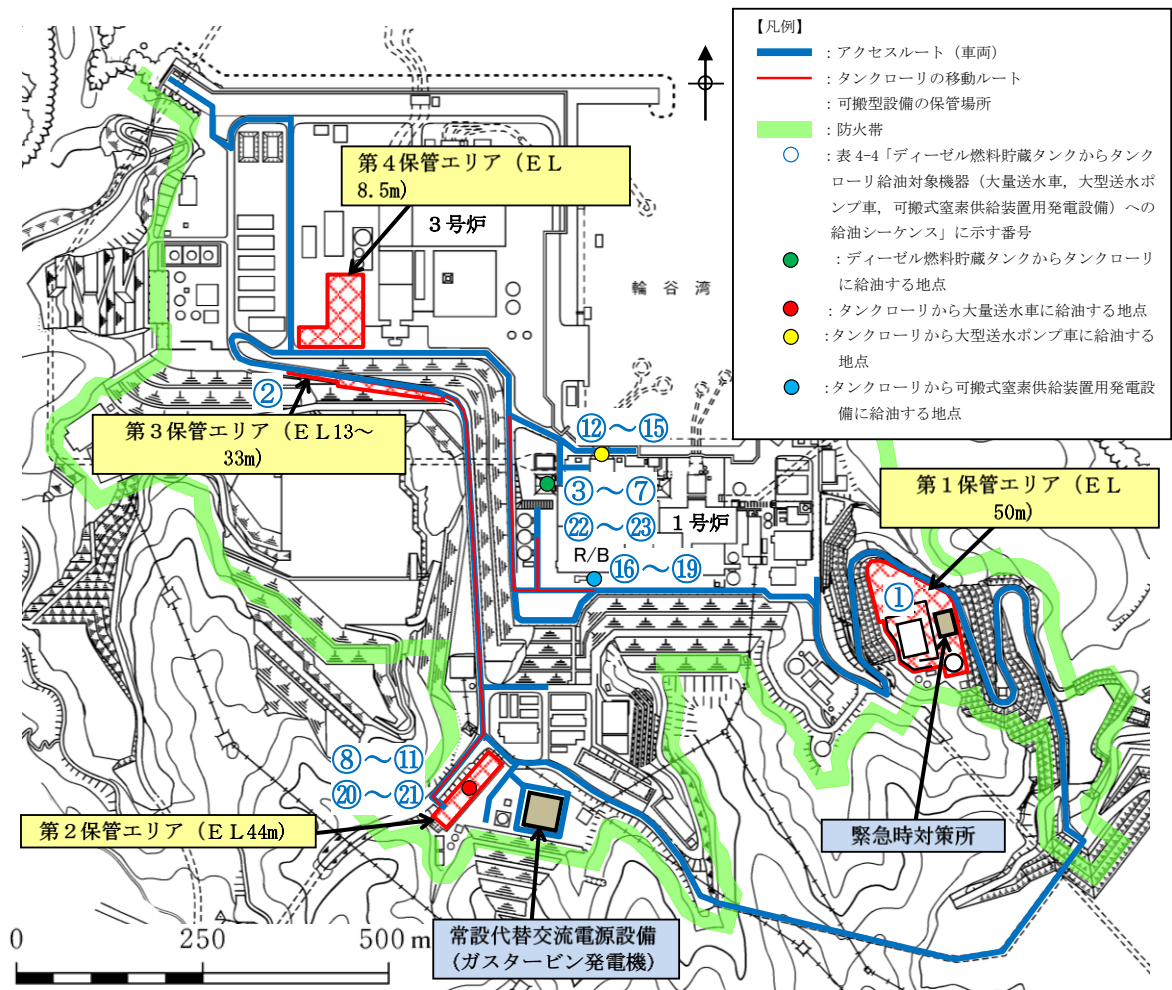 【凡例】
：アクセスルート（車両）
：タンクローリの移動ルート
：可搬型設備の保管場所
：防火帯
：表 4-4「ディーゼル燃料貯蔵タンクからタンク
ローリ給油対象機器（大量送水車，大型送水ポ
ンプ車，可搬式窒素供給装置用発電設備）への
給油シーケンス」に示す番号
：ディーゼル燃料貯蔵タンクからタンクローリ
に給油する地点
：タンクローリから大量送水車に給油する地点
：タンクローリから大型送水ポンプ車に給油する
地点
：タンクローリから可搬式窒素供給装置用発電設
備に給油する地点
第４保管エリア（ＥＬ
8.5m）
３号炉
輪谷湾
②
第３保管エリア（ＥＬ13～
33m）
⑫～⑮
③～⑦
㉒～㉓
１号炉
R/B
⑯～⑲
第１保管エリア（ＥＬ
50m）
①
⑧～⑪
⑳～㉑
第２保管エリア（ＥＬ44m）
緊急時対策所
常設代替交流電源設備
（ガスタービン発電機）
0 250 500 m